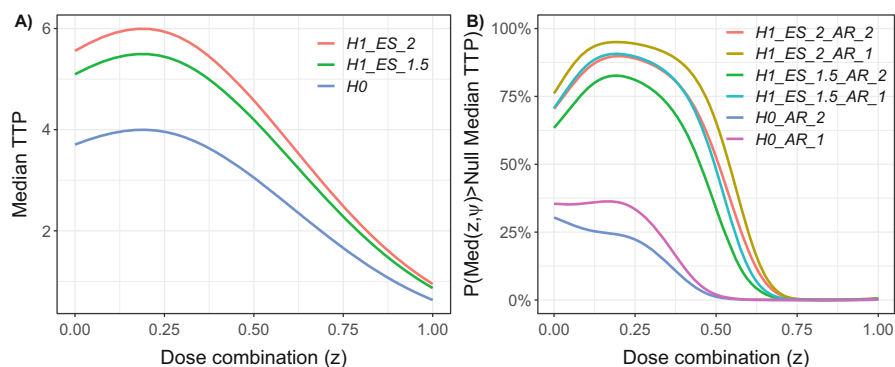 A)
Median TTP
6
4
2
H1_ES_2
H1_ES_1.5
H0
0.00 0.25 0.50 0.75 1.00
Dose combination (z)
B)
P(Med(z,ψ)>Null Median TTP)
100%
75%
50%
25%
0%
H1_ES_2_AR_2
H1_ES_2_AR_1
H1_ES_1.5_AR_2
H1_ES_1.5_AR_1
H0_AR_2
H0_AR_1
0.00 0.25 0.50 0.75 1.00
Dose combination (z)